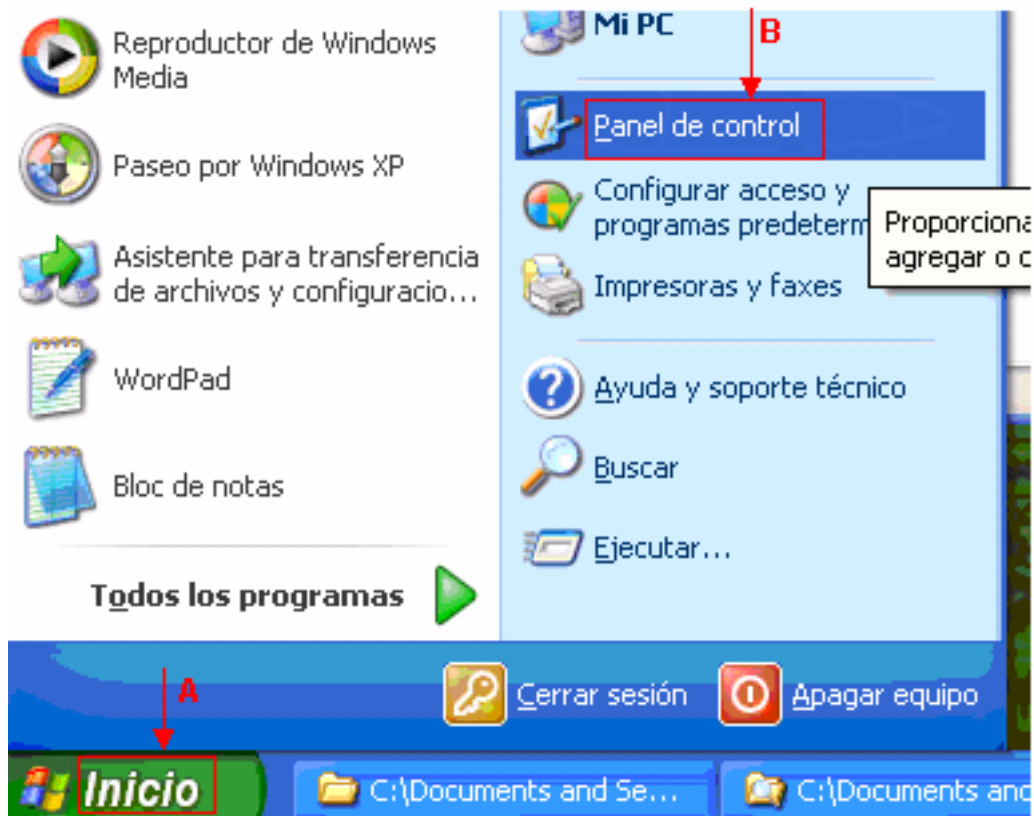 Reproductor de Windows
Media
Paseo por Windows XP
Asistente para transferencia
de archivos y configuracio...
WordPad
Bloc de notas
Todos los programas
Mi PC
B
Panel de control
Configurar acceso y
programas predeterm
Proporciona
agregar o c
Impresoras y faxes
Ayuda y soporte técnico
Buscar
Ejecutar...
A
Cerrar sesión
Apagar equipo
Inicio
C:\Documents and Se...
C:\Documents and